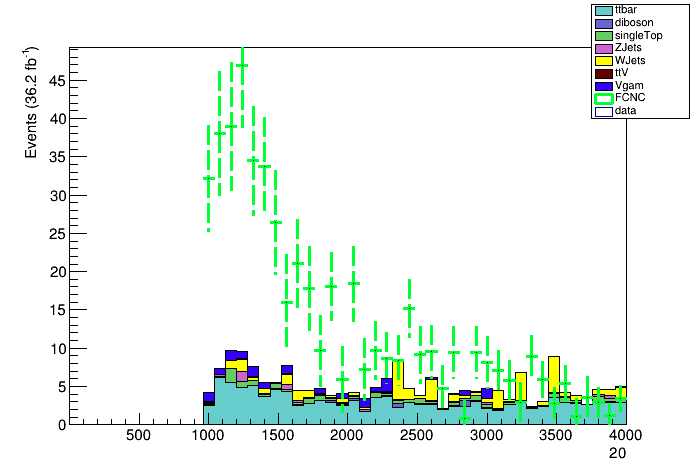 ttbar
diboson
singleTop
ZJets
WJets
ttV
Vgam
FCNC
data
Events (36.2 fb⁻¹)
45
40
35
30
25
20
15
10
5
0
500 1000 1500 2000 2500 3000 3500 4000
20